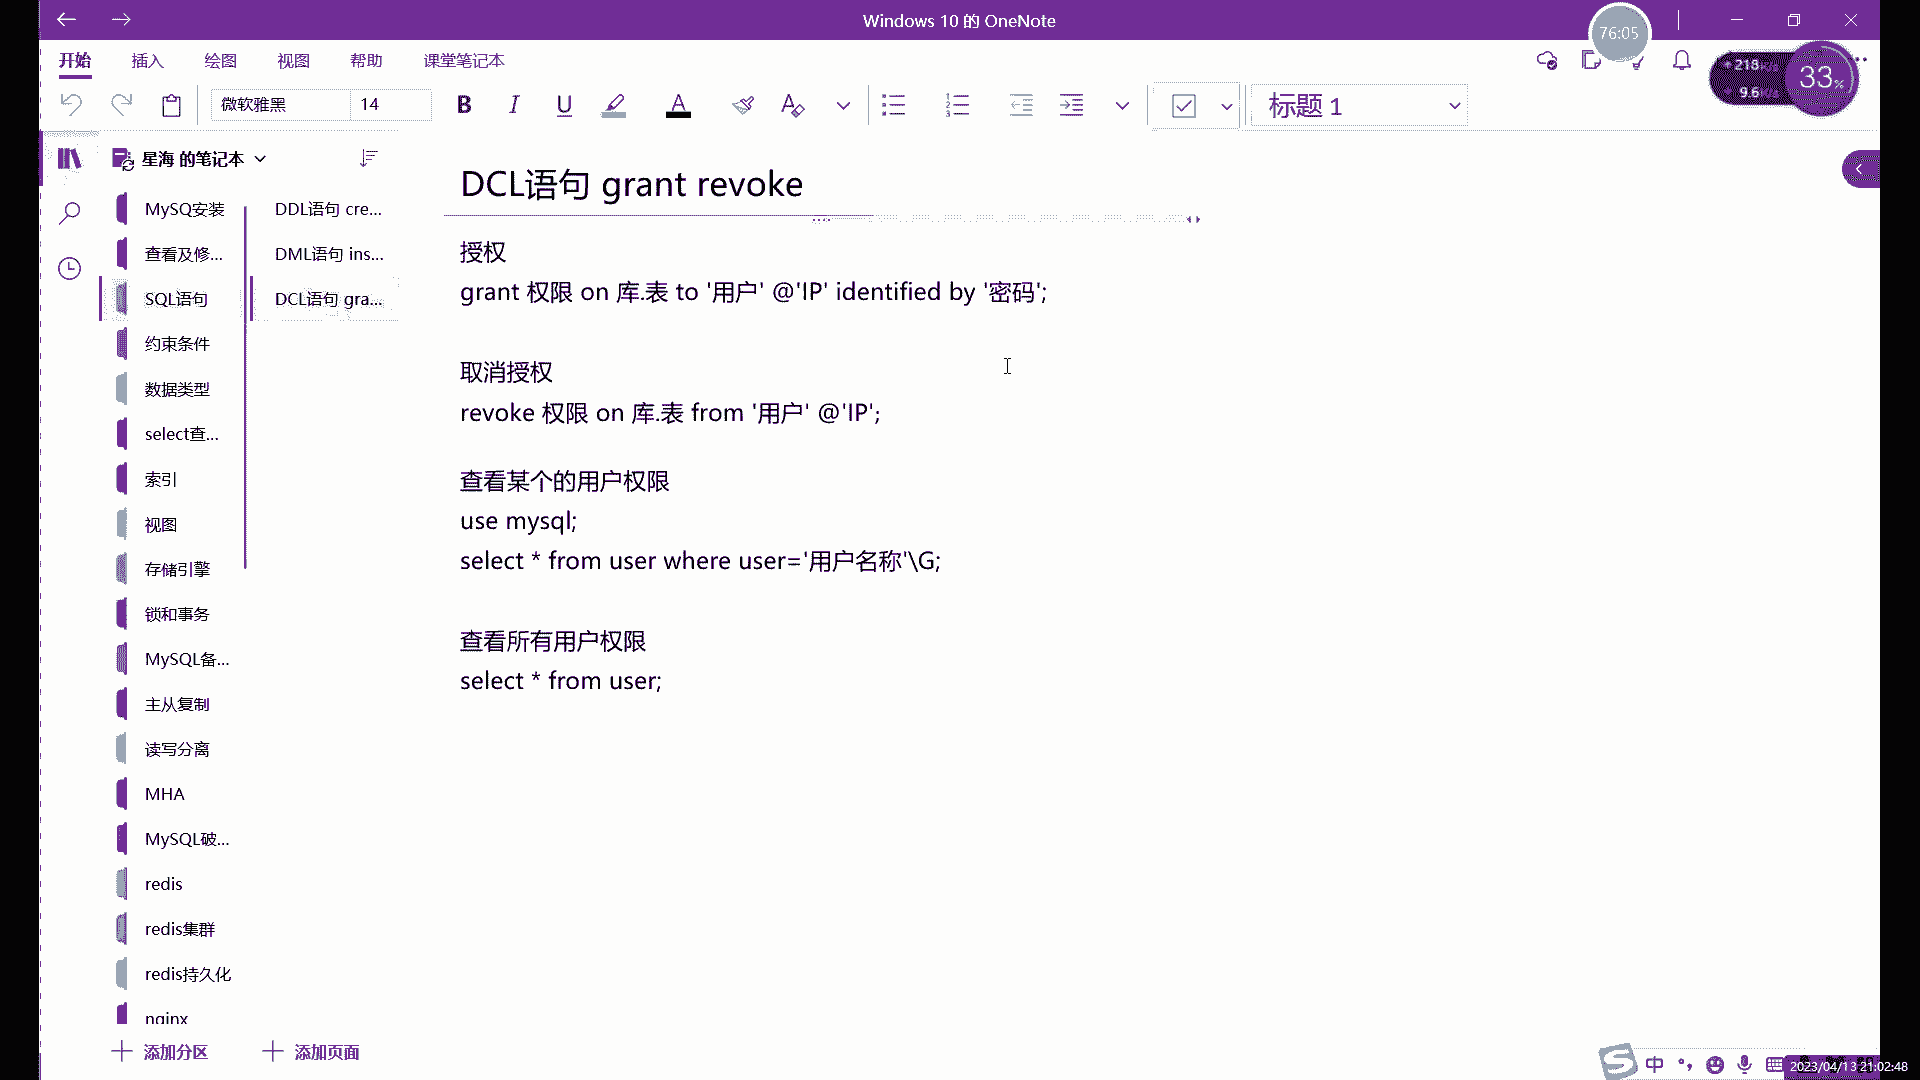 Windows 10 的 OneNote
76:05
开始 插入 绘图 视图 帮助 课堂笔记本
218
9.6
33%
微软雅黑 14 B I U A 标题 1
星海 的笔记本
MySQ安装
查看及修...
SQL语句
约束条件
数据类型
select查...
索引
视图
存储引擎
锁和事务
MySQL备...
主从复制
读写分离
MHA
MySQL破...
redis
redis集群
redis持久化
nginx
添加分区
DDL语句 cre...
DML语句 ins...
DCL语句 gra...
添加页面
DCL语句 grant revoke
授权
grant 权限 on 库.表 to '用户' @'IP' identified by '密码';
取消授权
revoke 权限 on 库.表 from '用户' @'IP';
查看某个的用户权限
use mysql;
select * from user where user='用户名称'\G;
查看所有用户权限
select * from user;
中
2023/04/13 21:02:48